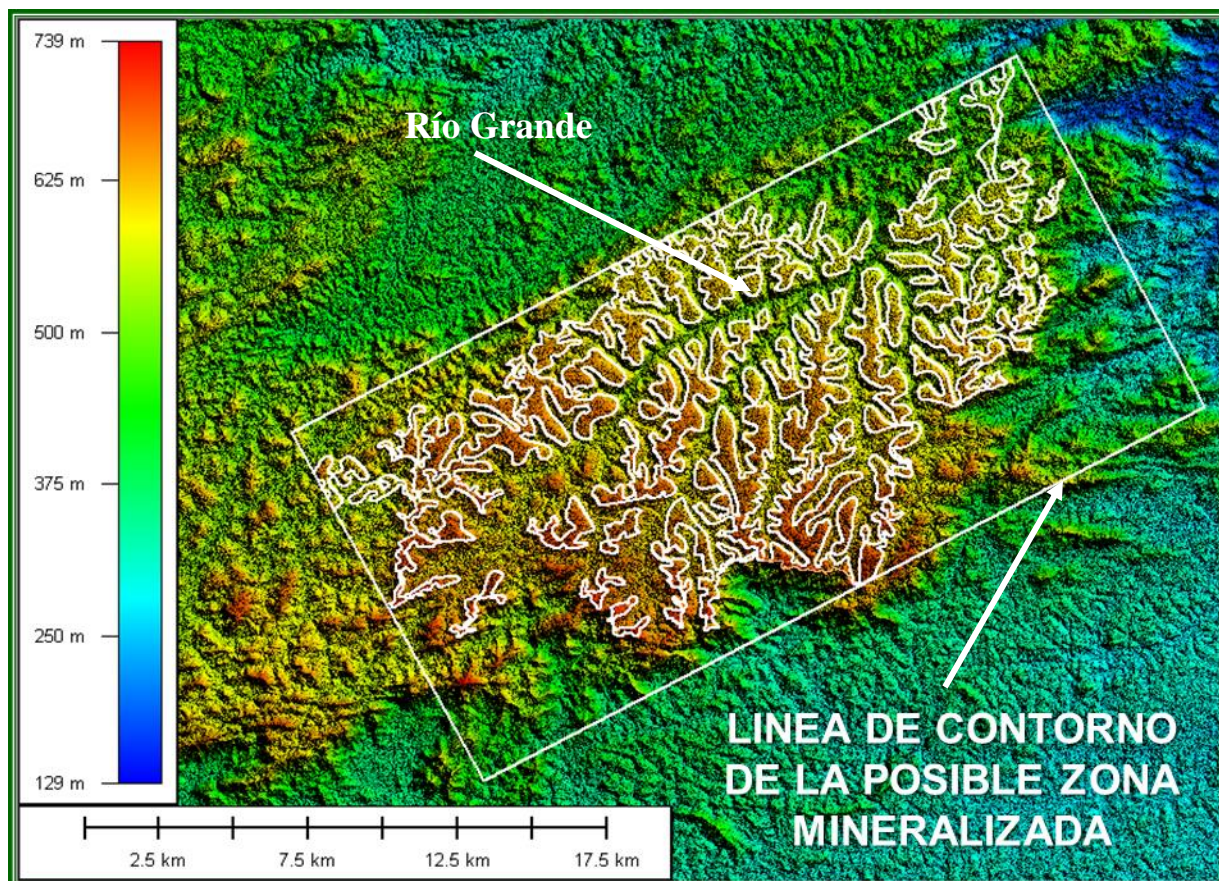 739 m
625 m
500 m
375 m
250 m
129 m
Río Grande
LINEA DE CONTORNO
DE LA POSIBLE ZONA
MINERALIZADA
2.5 km 7.5 km 12.5 km 17.5 km